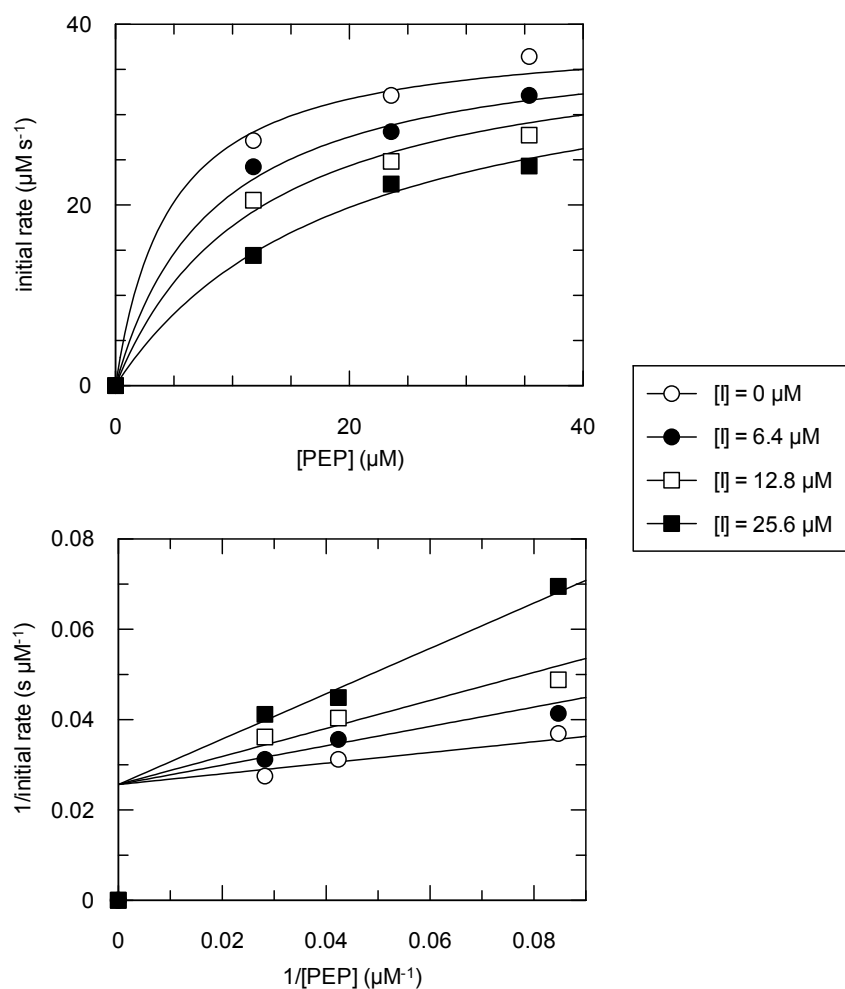 40
20
0
initial rate (µM s⁻¹)
0 20 40
[PEP] (µM)
[I] = 0 µM
[I] = 6.4 µM
[I] = 12.8 µM
[I] = 25.6 µM
0.08
0.06
0.04
0.02
0
1/initial rate (s µM⁻¹)
0 0.02 0.04 0.06 0.08
1/[PEP] (µM⁻¹)